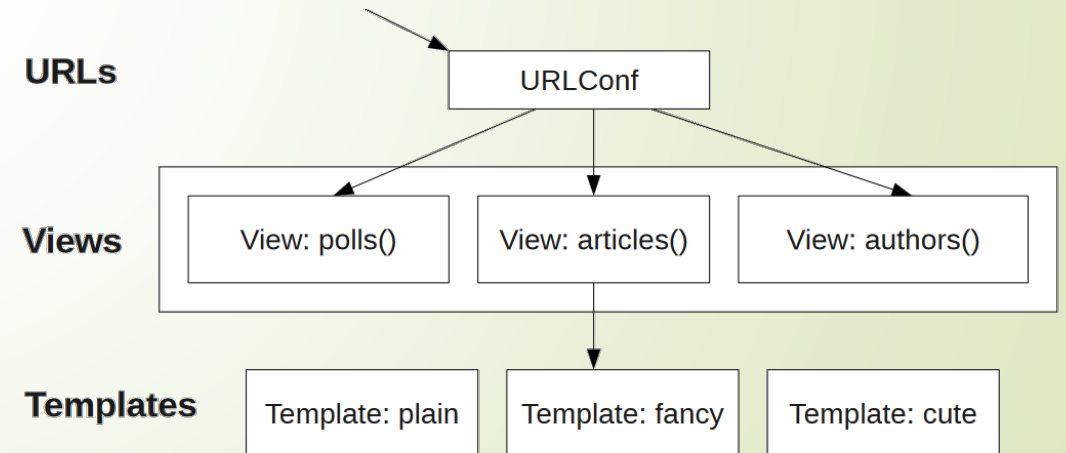 URLs
URLConf
Views
View: polls()
View: articles()
View: authors()
Templates
Template: plain
Template: fancy
Template: cute